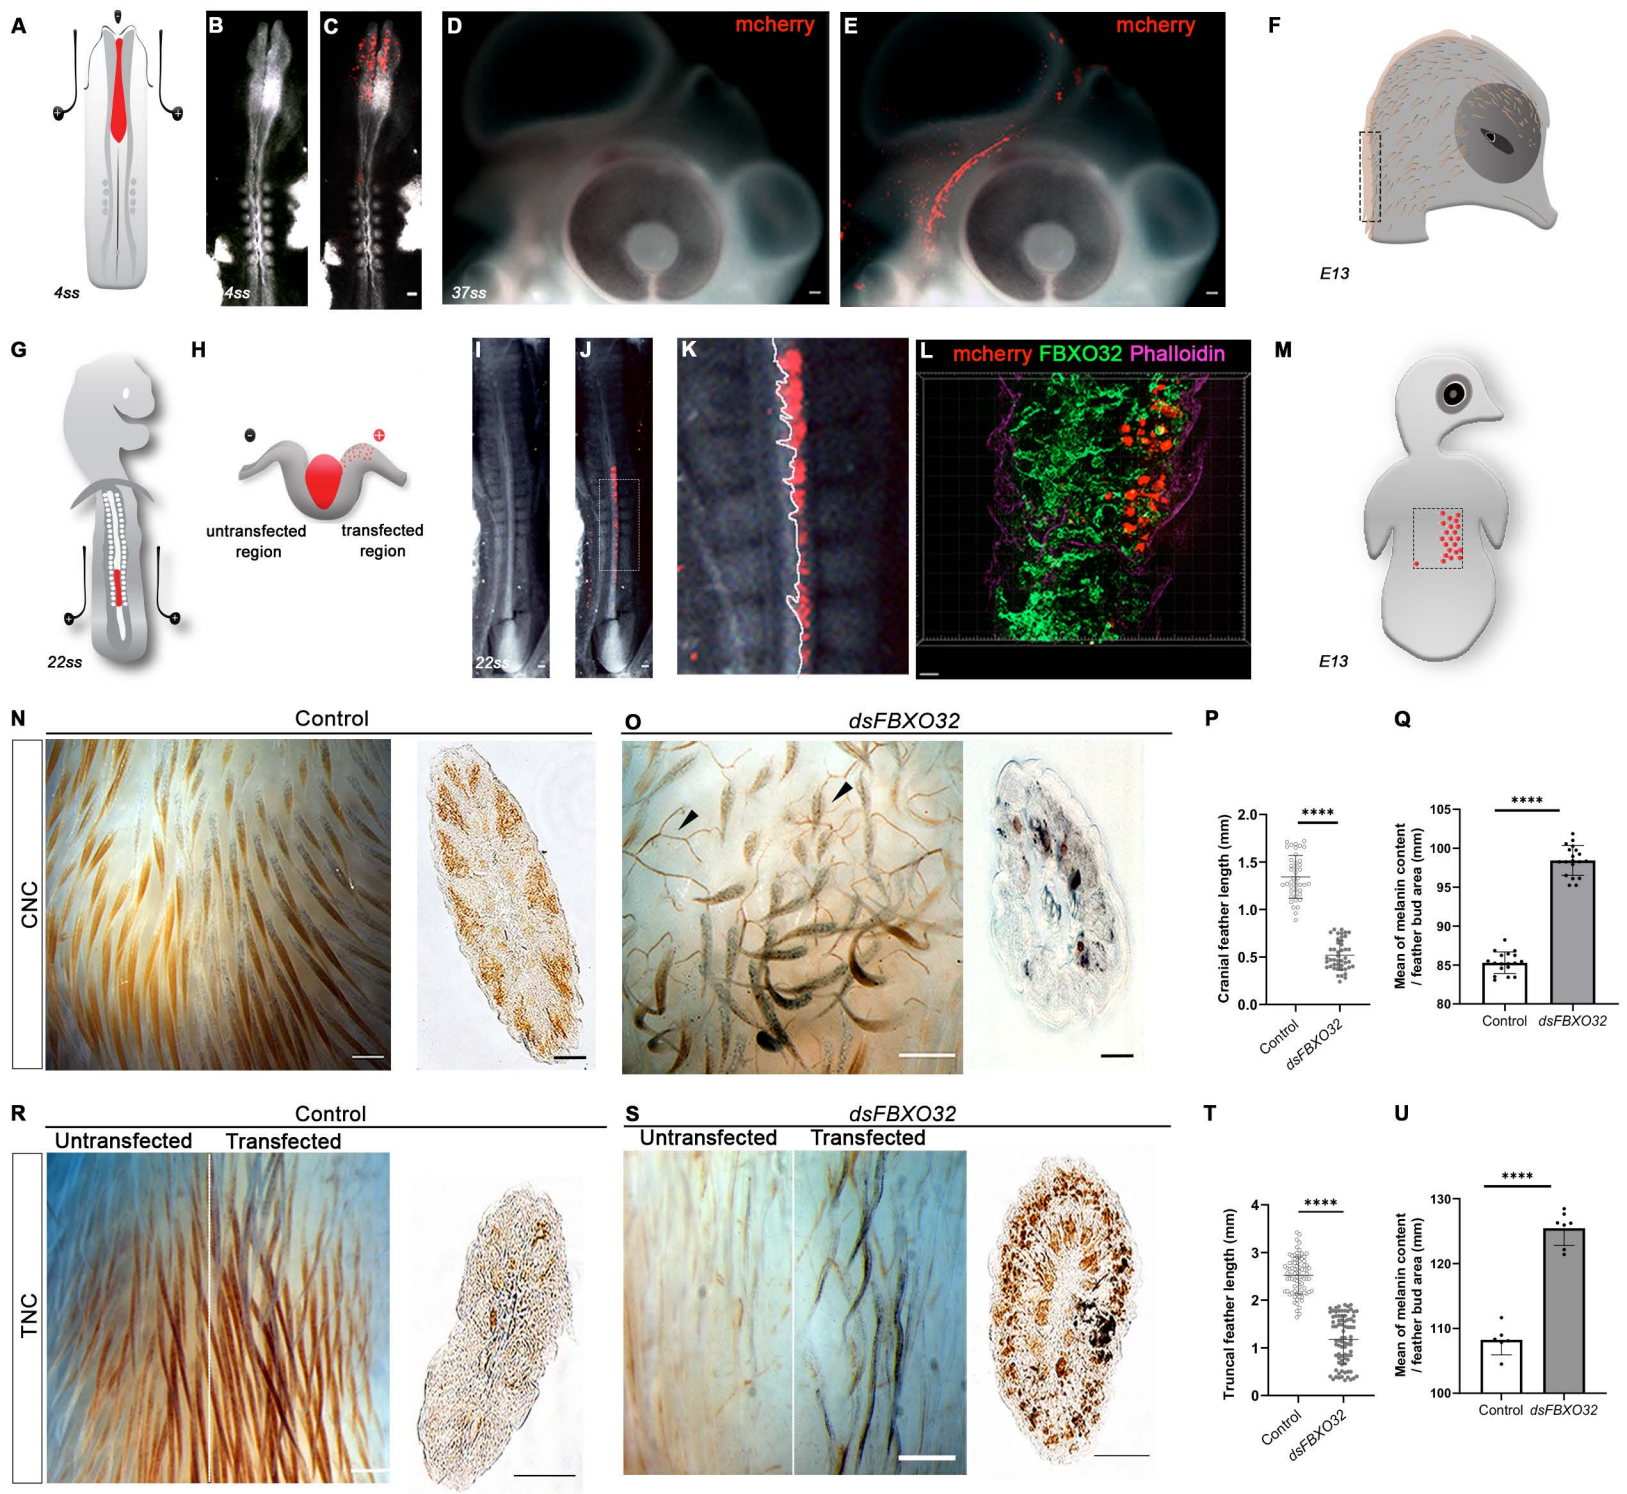 A
B
C
D
mcherry
E
mcherry
F
4ss
4ss
37ss
E13
G
H
I
J
K
L
mcherry FBXO32 Phalloidin
M
-
+
untransfected
region
transfected
region
+
+
22ss
22ss
E13
N
Control
O
dsFBXO32
P
Q
CNC
Cranial feather length (mm)
2.0
1.5
1.0
0.5
0.0
****
Control
dsFBXO32
Mean of melanin content
/ feather bud area (mm)
105
100
95
90
85
80
****
Control
dsFBXO32
R
Control
Untransfected
Transfected
S
dsFBXO32
Untransfected
Transfected
T
U
TNC
Truncal feather length (mm)
4
3
2
1
0
****
Control
dsFBXO32
Mean of melanin content
/ feather bud area (mm)
130
120
110
100
****
Control
dsFBXO32